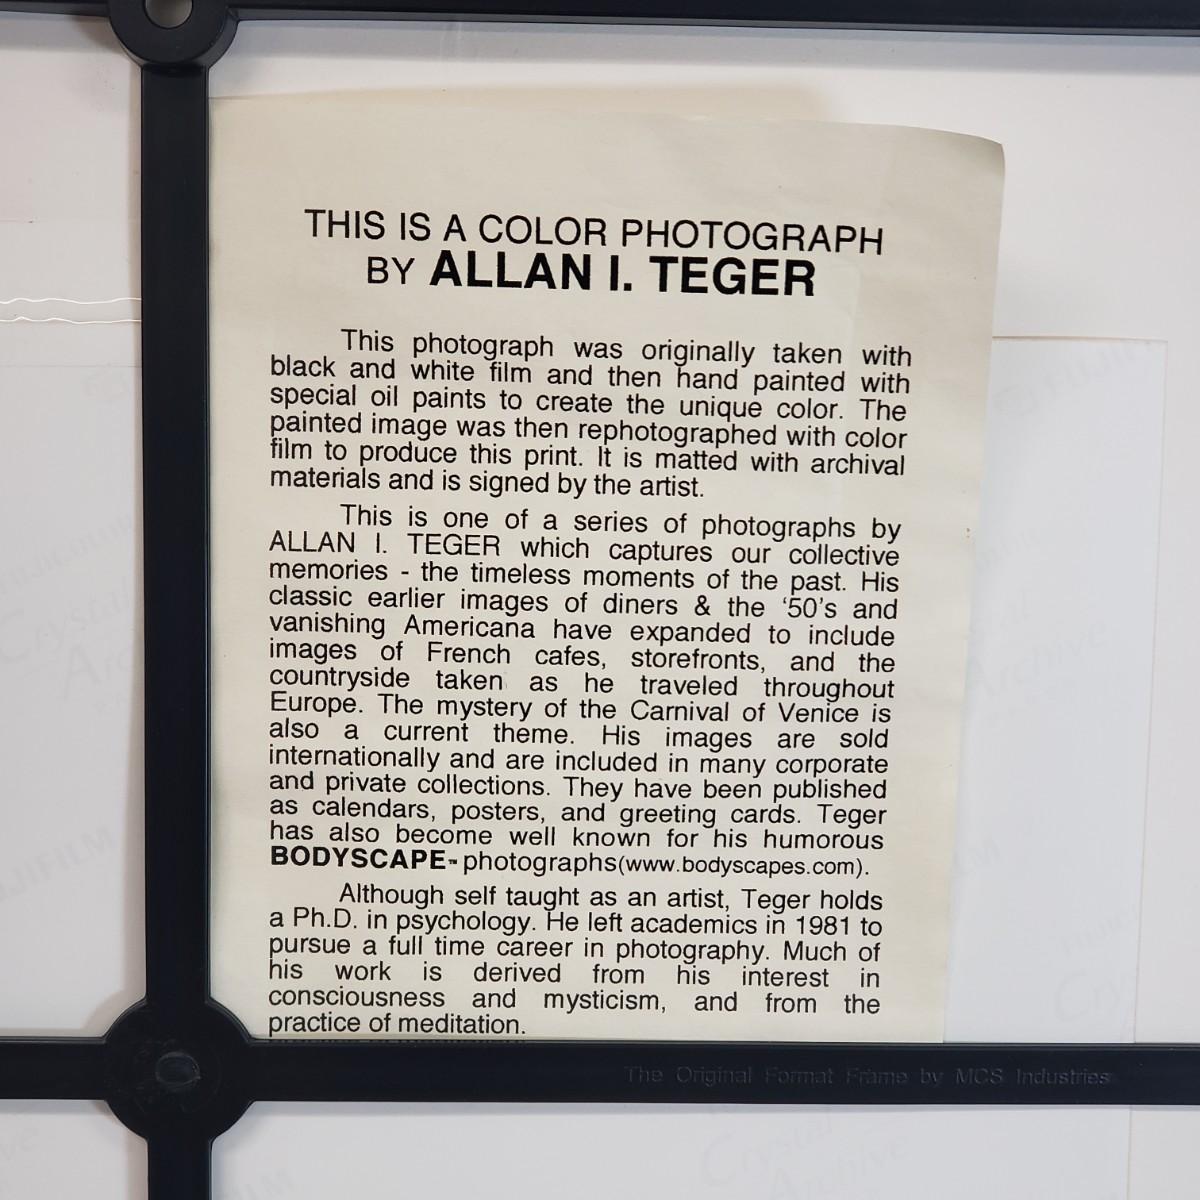 THIS IS A COLOR PHOTOGRAPH
BY ALLAN I. TEGER
This photograph was originally taken with
black and white film and then hand painted with
special oil paints to create the unique color. The
painted image was then rephotographed with color
film to produce this print. It is matted with archival
materials and is signed by the artist.
This is one of a series of photographs by
ALLAN I. TEGER which captures our collective
memories - the timeless moments of the past. His
classic earlier images of diners & the ‘50's and
vanishing Americana have expanded to include
images of French cafes, storefronts, and the
countryside taken as he traveled throughout
Europe. The mystery of the Carnival of Venice is
also a current theme. His images are sold
internationally and are included in many corporate
and private collections. They have been published
as calendars, posters, and greeting cards. Teger
has also become well known for his humorous
BODYSCAPE™ photographs(www.bodyscapes.com).
Although self taught as an artist, Teger holds
a Ph.D. in psychology. He left academics in 1981 to
pursue a full time career in photography. Much of
his work is derived from his interest in
consciousness and mysticism, and from the
practice of meditation.
The Original Format Frame by MCS Industries
FUJIFILM
Crystal
Archive